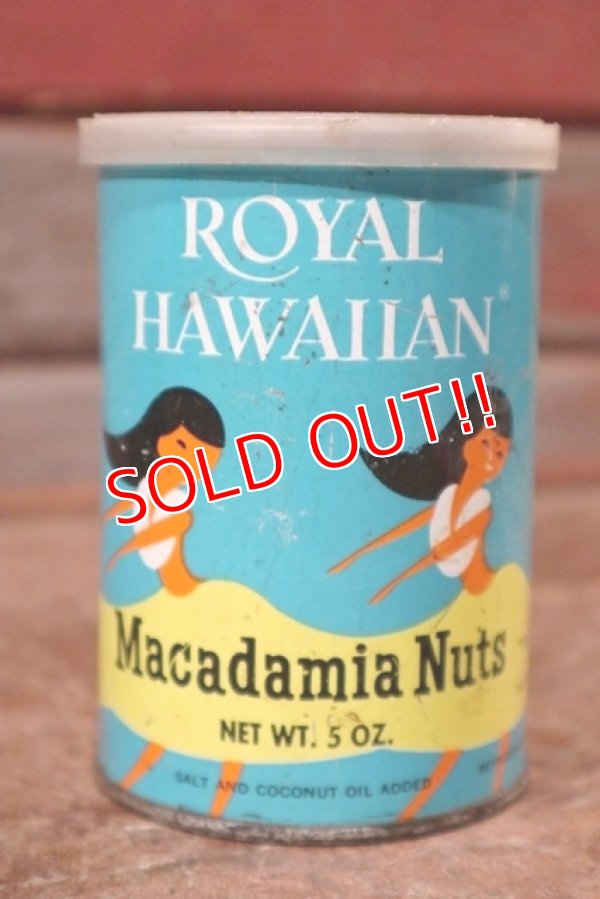 ROYAL
HAWAIIAN®
SOLD OUT!!
Macadamia Nuts
NET WT. 5 OZ.
SALT AND COCONUT OIL ADDED